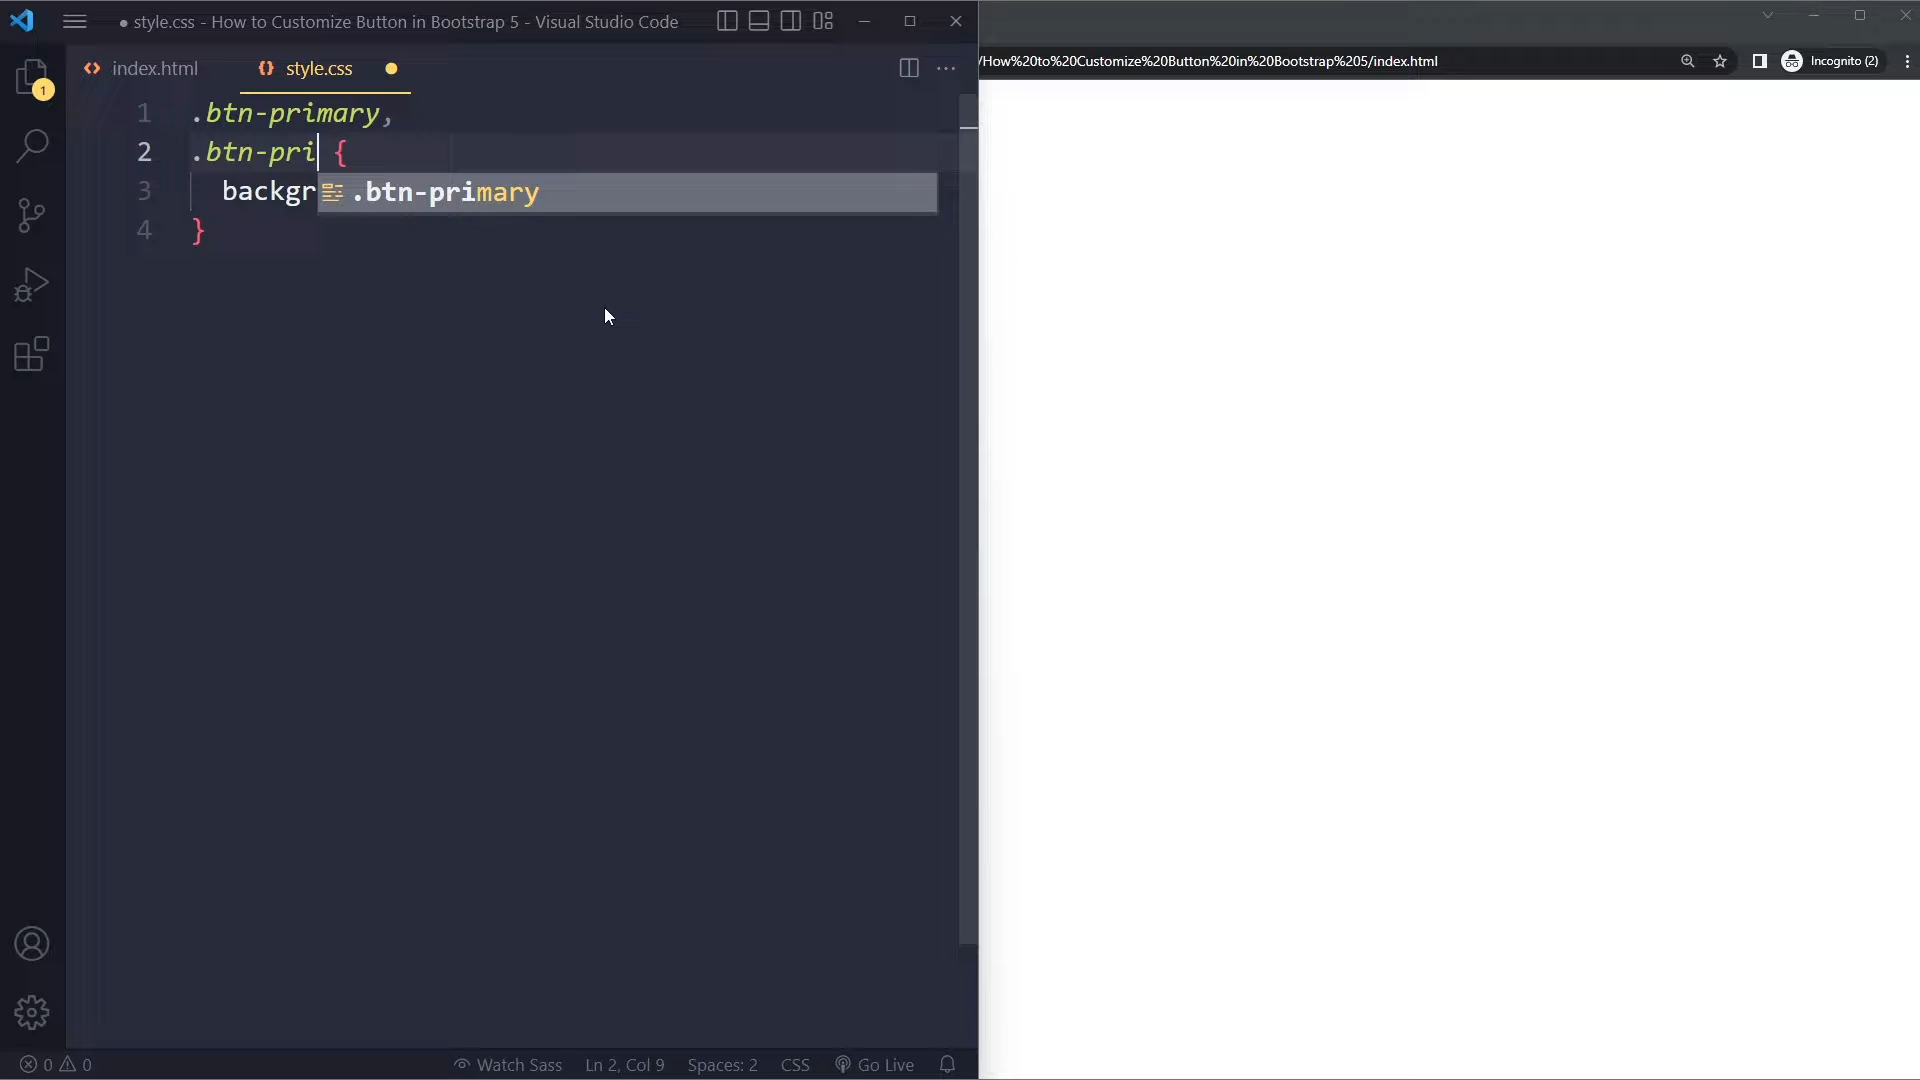 ● style.css - How to Customize Button in Bootstrap 5 - Visual Studio Code
/How%20to%20Customize%20Button%20in%20Bootstrap%205/index.html
Incognito (2)
1
index.html
{} style.css
1 .btn-primary,
2 .btn-pri {
3 backgr
.btn-primary
4 }
0 0
Watch Sass
Ln 2, Col 9
Spaces: 2
CSS
Go Live